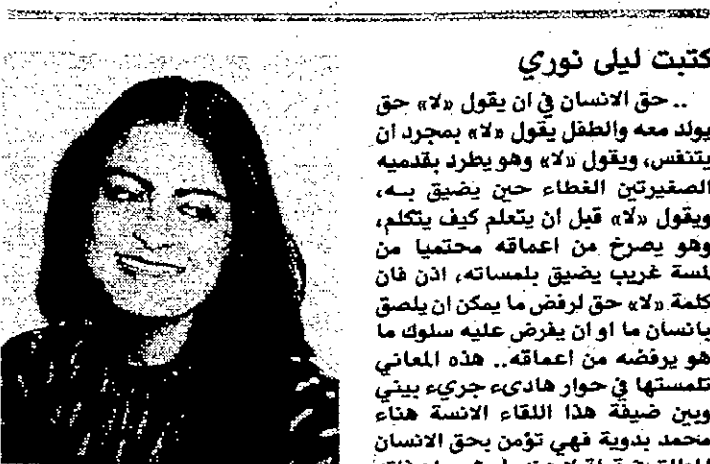 كتبت ليلى نوري
.. حق الانسان في ان يقول «لا» حق
يولد معه والطفل يقول «لا» بمجرد ان
يتنفس، ويقول «لا» وهو يطرد بقدميه
الصغيرتين الغطاء حين يضيق بــه،
ويقول «لا» قبل ان يتعلم كيف يتكلم،
وهو يصرخ من اعماقه محتميا من
لمسة غريب يضيق بلمساته، اذن فان
كلمة «لا» حق لرفض ما يمكن ان يلصق
بانسان ما او ان يفرض عليه سلوك ما
هو يرفضه من اعماقه.. هذه المعاني
تلمستها في حوار هادىء جريء بيني
وبين ضيفة هذا اللقاء الانسة هناء
محمد بدوية فهي تؤمن بحق الانسان